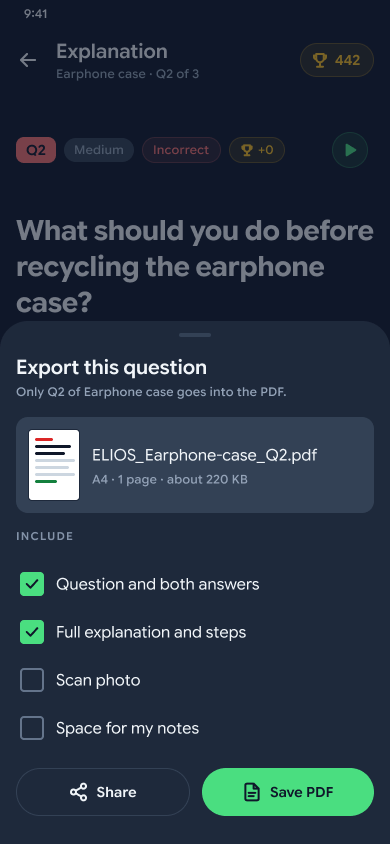 9:41
Explanation
Earphone case · Q2 of 3
442
Q2
Medium
Incorrect
+0
What should you do before
recycling the earphone
case?
Export this question
Only Q2 of Earphone case goes into the PDF.
ELIOS_Earphone-case_Q2.pdf
A4 · 1 page · about 220 KB
INCLUDE
Question and both answers
Full explanation and steps
Scan photo
Space for my notes
Share
Save PDF